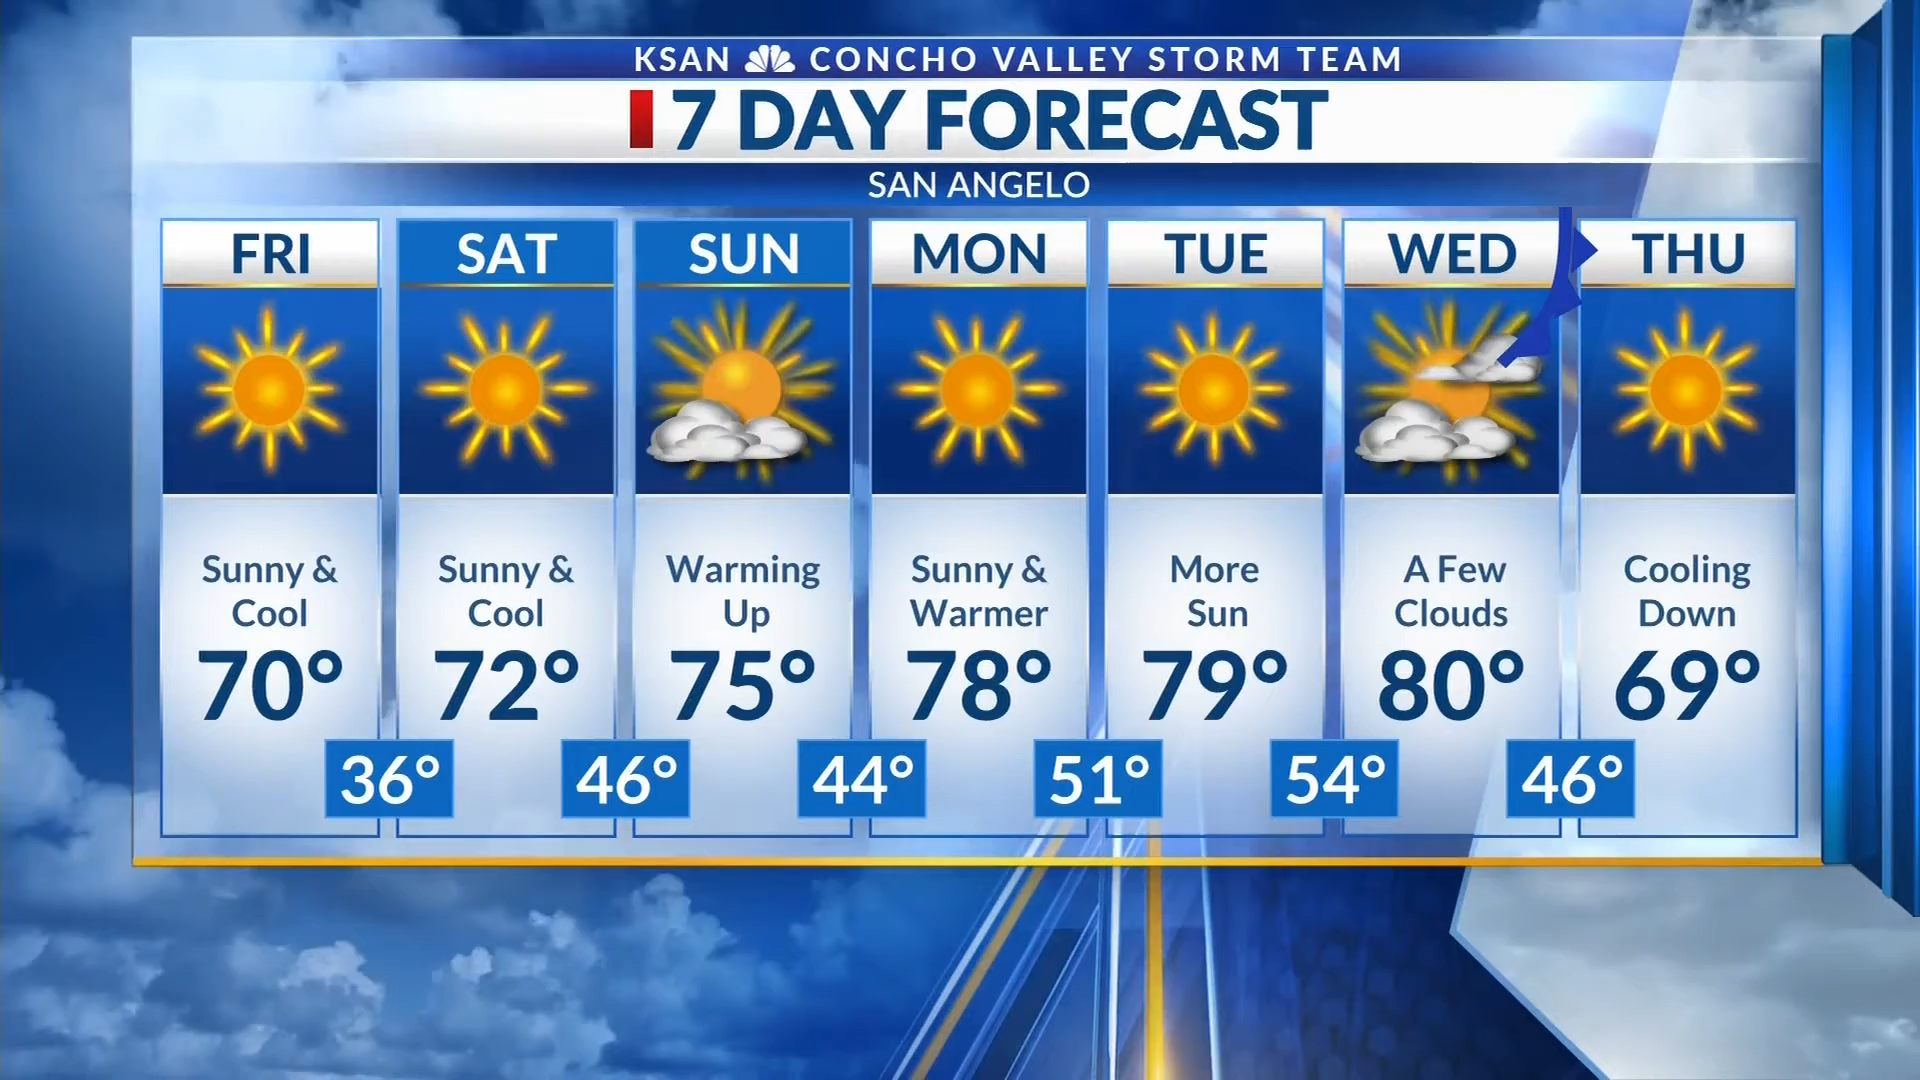 KSAN CONCHO VALLEY STORM TEAM
7 DAY FORECAST
SAN ANGELO
FRI
Sunny &
Cool
70°
36°
SAT
Sunny &
Cool
72°
46°
SUN
Warming
Up
75°
44°
MON
Sunny &
Warmer
78°
51°
TUE
More
Sun
79°
54°
WED
A Few
Clouds
80°
46°
THU
Cooling
Down
69°